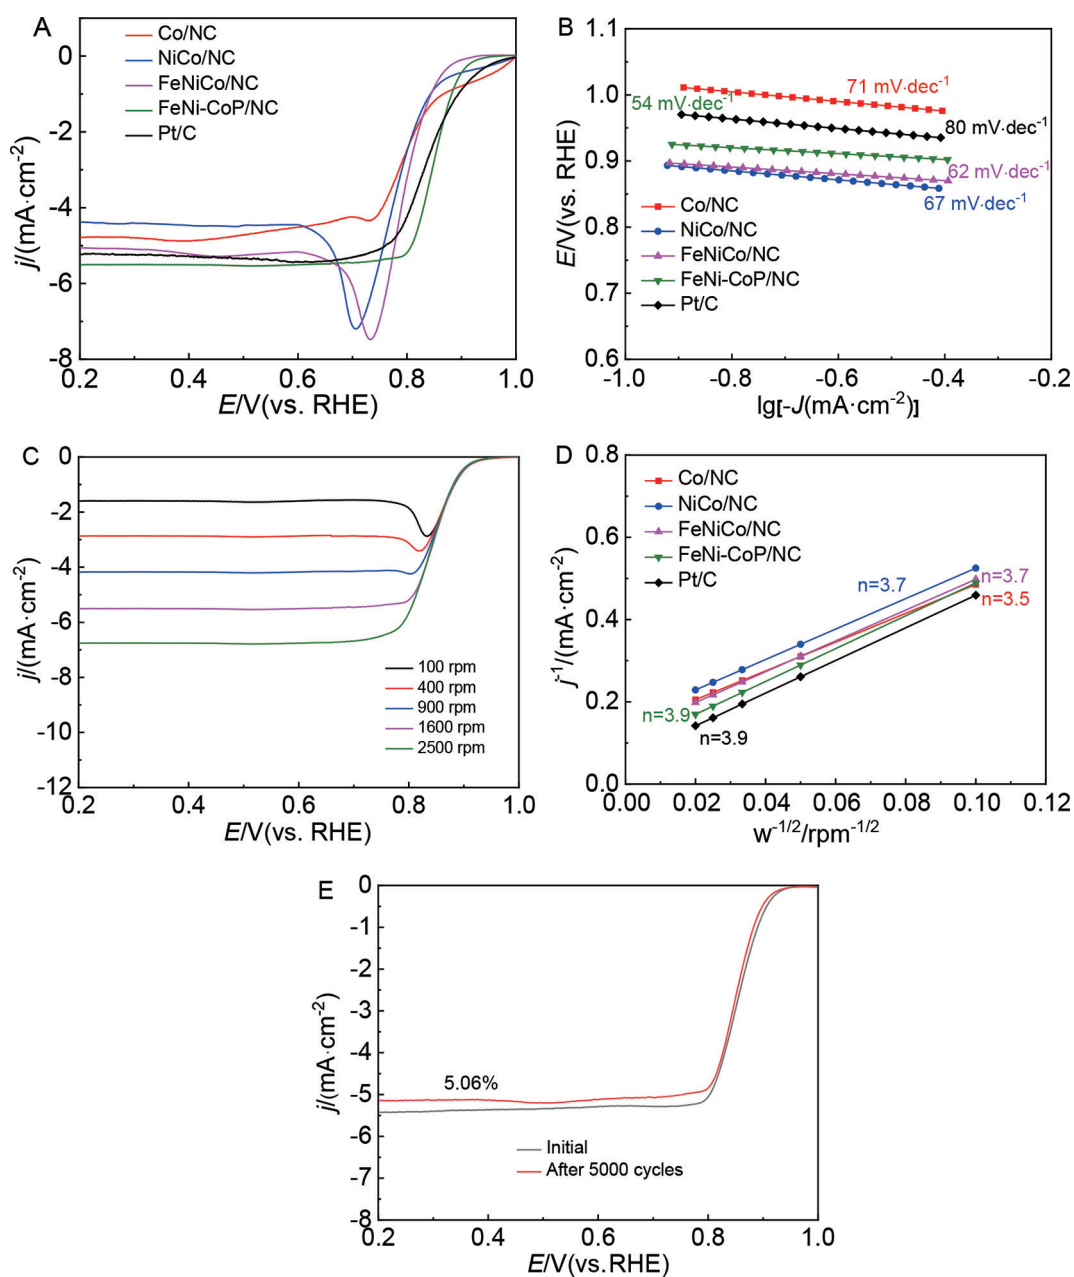 A
Co/NC
NiCo/NC
FeNiCo/NC
FeNi-CoP/NC
Pt/C
0
-2
-4
-6
-8
j/(mA·cm-2)
0.2 0.4 0.6 0.8 1.0
E/V(vs. RHE)
B
1.1
1.0
0.9
0.8
0.7
0.6
E/V(vs. RHE)
71 mV·dec-1
54 mV·dec-1
80 mV·dec-1
62 mV·dec-1
67 mV·dec-1
Co/NC
NiCo/NC
FeNiCo/NC
FeNi-CoP/NC
Pt/C
-1.0 -0.8 -0.6 -0.4 -0.2
lg[-J(mA·cm-2)]
C
0
-2
-4
-6
-8
-10
-12
j/(mA·cm-2)
100 rpm
400 rpm
900 rpm
1600 rpm
2500 rpm
0.2 0.4 0.6 0.8 1.0
E/V(vs. RHE)
D
0.8
0.6
0.4
0.2
0.0
j-1/(mA·cm-2)
Co/NC
NiCo/NC
FeNiCo/NC
FeNi-CoP/NC
Pt/C
n=3.7
n=3.7
n=3.5
n=3.9
n=3.9
0.00 0.02 0.04 0.06 0.08 0.10 0.12
w-1/2/rpm-1/2
E
0
-1
-2
-3
-4
-5
-6
-7
-8
j/(mA·cm-2)
5.06%
Initial
After 5000 cycles
0.2 0.4 0.6 0.8 1.0
E/V(vs.RHE)